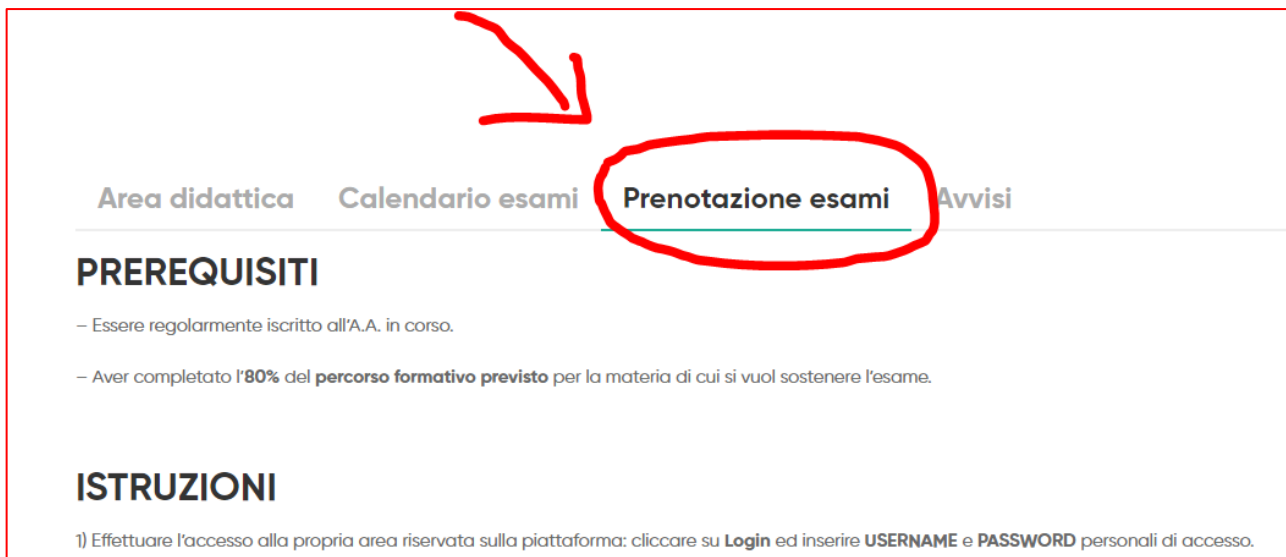 Area didattica Calendario esami Prenotazione esami Avvisi
PREREQUISITI
– Essere regolarmente iscritto all'A.A. in corso.
– Aver completato l'80% del percorso formativo previsto per la materia di cui si vuol sostenere l'esame.
ISTRUZIONI
1) Effettuare l'accesso alla propria area riservata sulla piattaforma: cliccare su Login ed inserire USERNAME e PASSWORD personali di accesso.